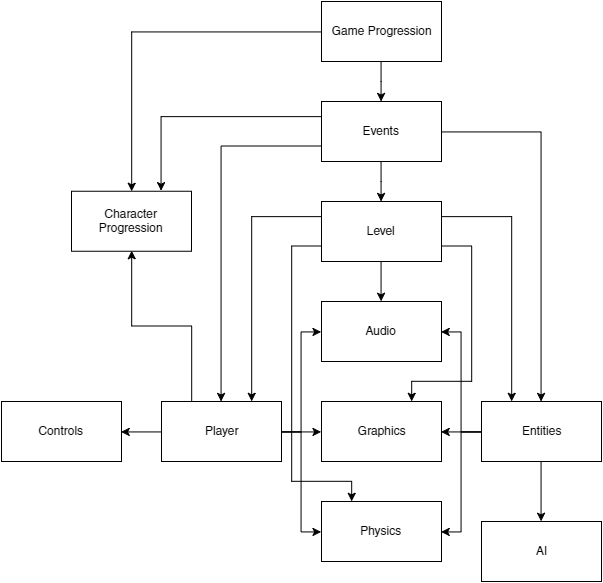 Game Progression
Events
Character
Progression
Level
Audio
Controls
Player
Graphics
Entities
Physics
AI